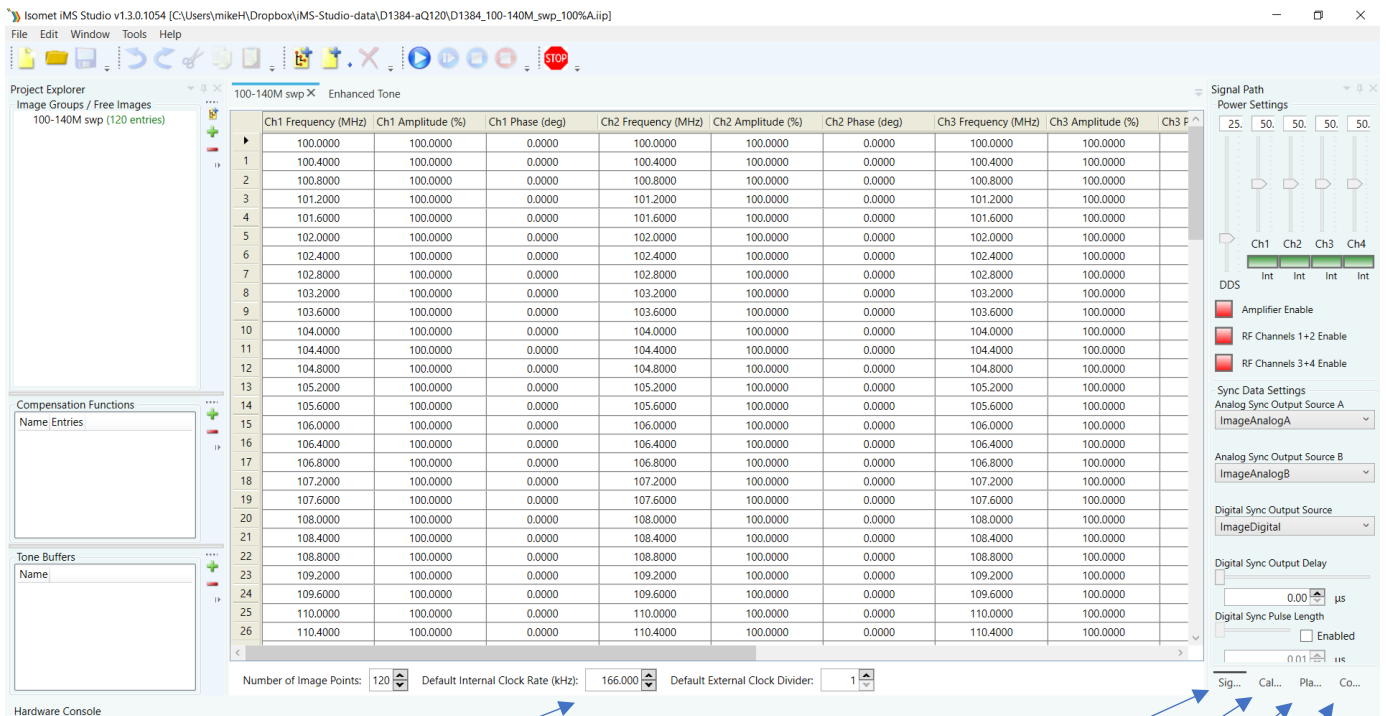 Isomet iMS Studio v1.3.0.1054 [C:\Users\mikeH\Dropbox\iMS-Studio-data\D1384-aQ120\D1384_100-140M_swp_100%A.iip]
File Edit Window Tools Help
STOP
Project Explorer
Image Groups / Free Images
100-140M swp (120 entries)
Compensation Functions
Name Entries
Tone Buffers
Name
100-140M swp Enhanced Tone
Ch1 Frequency (MHz) Ch1 Amplitude (%) Ch1 Phase (deg) Ch2 Frequency (MHz) Ch2 Amplitude (%) Ch2 Phase (deg) Ch3 Frequency (MHz) Ch3 Amplitude (%) Ch3 P
100.0000 100.0000 0.0000 100.0000 100.0000 0.0000 100.0000 100.0000
1 100.4000 100.0000 0.0000 100.4000 100.0000 0.0000 100.4000 100.0000
2 100.8000 100.0000 0.0000 100.8000 100.0000 0.0000 100.8000 100.0000
3 101.2000 100.0000 0.0000 101.2000 100.0000 0.0000 101.2000 100.0000
4 101.6000 100.0000 0.0000 101.6000 100.0000 0.0000 101.6000 100.0000
5 102.0000 100.0000 0.0000 102.0000 100.0000 0.0000 102.0000 100.0000
6 102.4000 100.0000 0.0000 102.4000 100.0000 0.0000 102.4000 100.0000
7 102.8000 100.0000 0.0000 102.8000 100.0000 0.0000 102.8000 100.0000
8 103.2000 100.0000 0.0000 103.2000 100.0000 0.0000 103.2000 100.0000
9 103.6000 100.0000 0.0000 103.6000 100.0000 0.0000 103.6000 100.0000
10 104.0000 100.0000 0.0000 104.0000 100.0000 0.0000 104.0000 100.0000
11 104.4000 100.0000 0.0000 104.4000 100.0000 0.0000 104.4000 100.0000
12 104.8000 100.0000 0.0000 104.8000 100.0000 0.0000 104.8000 100.0000
13 105.2000 100.0000 0.0000 105.2000 100.0000 0.0000 105.2000 100.0000
14 105.6000 100.0000 0.0000 105.6000 100.0000 0.0000 105.6000 100.0000
15 106.0000 100.0000 0.0000 106.0000 100.0000 0.0000 106.0000 100.0000
16 106.4000 100.0000 0.0000 106.4000 100.0000 0.0000 106.4000 100.0000
17 106.8000 100.0000 0.0000 106.8000 100.0000 0.0000 106.8000 100.0000
18 107.2000 100.0000 0.0000 107.2000 100.0000 0.0000 107.2000 100.0000
19 107.6000 100.0000 0.0000 107.6000 100.0000 0.0000 107.6000 100.0000
20 108.0000 100.0000 0.0000 108.0000 100.0000 0.0000 108.0000 100.0000
21 108.4000 100.0000 0.0000 108.4000 100.0000 0.0000 108.4000 100.0000
22 108.8000 100.0000 0.0000 108.8000 100.0000 0.0000 108.8000 100.0000
23 109.2000 100.0000 0.0000 109.2000 100.0000 0.0000 109.2000 100.0000
24 109.6000 100.0000 0.0000 109.6000 100.0000 0.0000 109.6000 100.0000
25 110.0000 100.0000 0.0000 110.0000 100.0000 0.0000 110.0000 100.0000
26 110.4000 100.0000 0.0000 110.4000 100.0000 0.0000 110.4000 100.0000
Number of Image Points: 120 Default Internal Clock Rate (kHz): 166.000 Default External Clock Divider: 1
Signal Path
Power Settings
25. 50. 50. 50. 50.
Ch1 Ch2 Ch3 Ch4
Int Int Int Int
DDS
Amplifier Enable
RF Channels 1+2 Enable
RF Channels 3+4 Enable
Sync Data Settings
Analog Sync Output Source A
ImageAnalogA
Analog Sync Output Source B
ImageAnalogB
Digital Sync Output Source
ImageDigital
Digital Sync Output Delay
0.00 µs
Digital Sync Pulse Length
Enabled
0.01 µs
Sig... Cal... Pla... Co...
Hardware Console